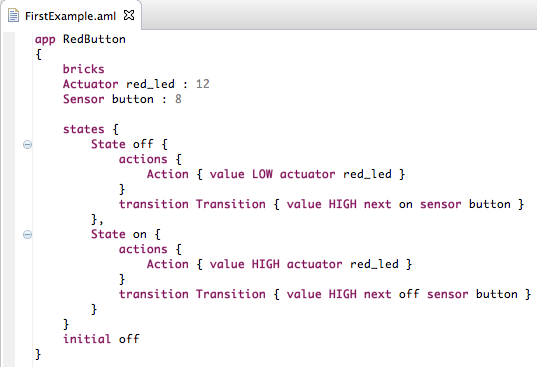 FirstExample.aml
app RedButton
{
    bricks
    Actuator red_led : 12
    Sensor button : 8

    states {
        State off {
            actions {
                Action { value LOW actuator red_led }
            }
            transition Transition { value HIGH next on sensor button }
        },
        State on {
            actions {
                Action { value HIGH actuator red_led }
            }
            transition Transition { value HIGH next off sensor button }
        }
    }
    initial off
}